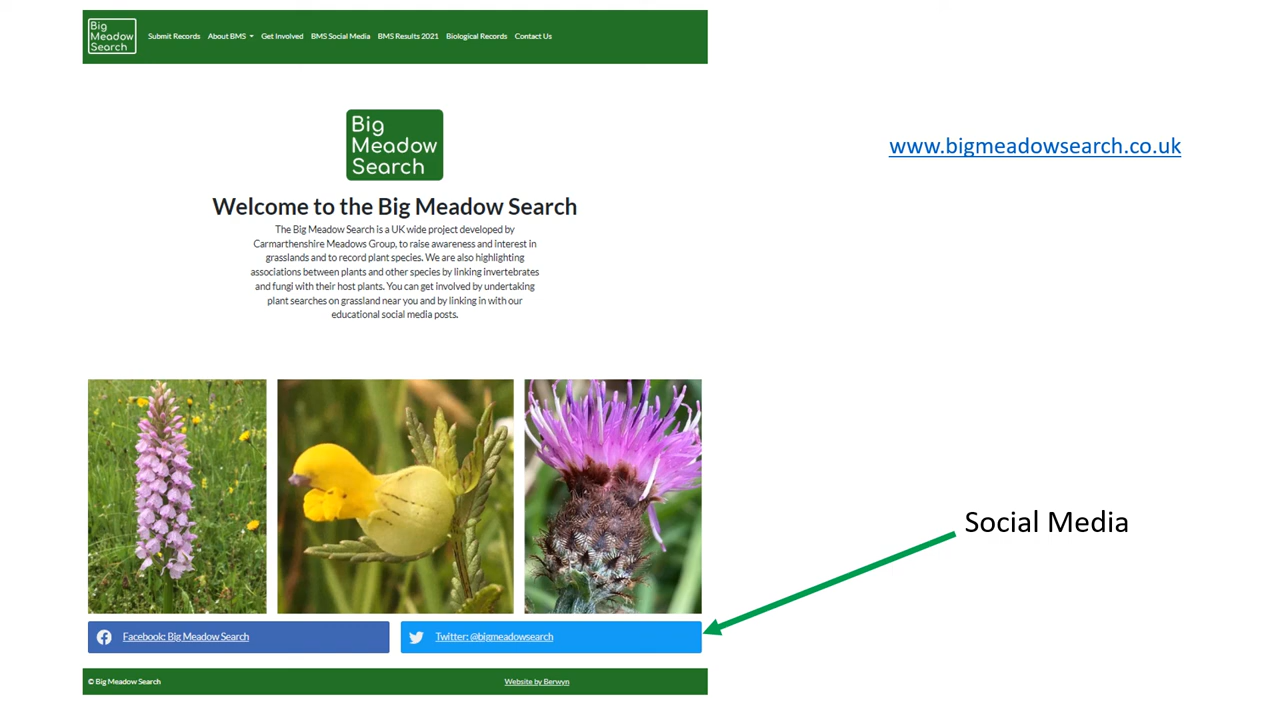 Big
Meadow
Search
Submit Records About BMS Get Involved BMS Social Media BMS Results 2021 Biological Records Contact Us
Big
Meadow
Search
www.bigmeadowsearch.co.uk
Welcome to the Big Meadow Search
The Big Meadow Search is a UK wide project developed by
Carmarthenshire Meadows Group, to raise awareness and interest in
grasslands and to record plant species. We are also highlighting
associations between plants and other species by linking invertebrates
and fungi with their host plants. You can get involved by undertaking
plant searches on grassland near you and by linking in with our
educational social media posts.
Social Media
Facebook: Big Meadow Search
Twitter: @bigmeadowsearch
© Big Meadow Search
Website by Berwyn